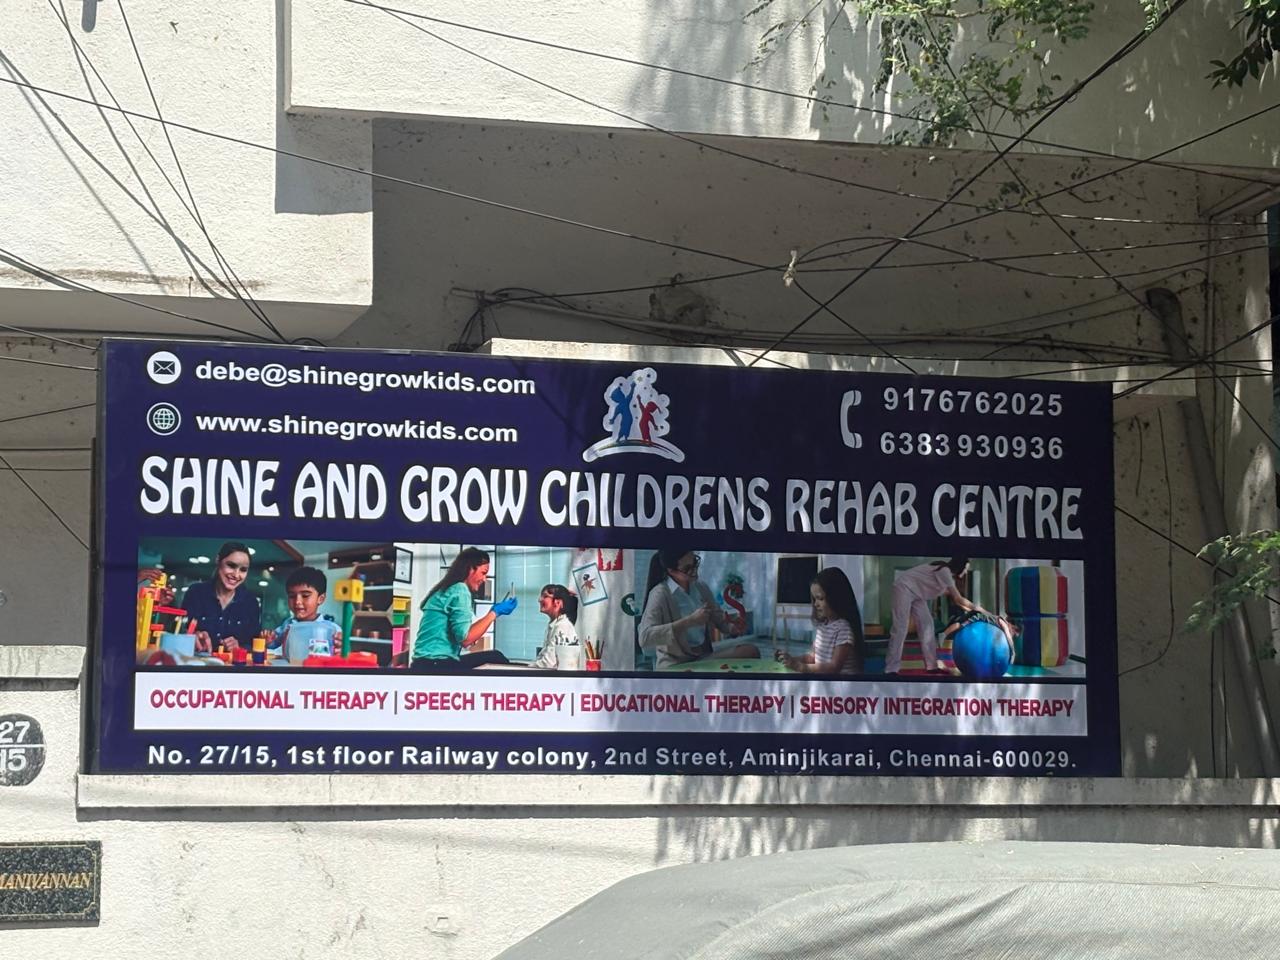 debe@shinegrowkids.com
www.shinegrowkids.com
9176762025
6383930936
SHINE AND GROW CHILDRENS REHAB CENTRE
OCCUPATIONAL THERAPY | SPEECH THERAPY | EDUCATIONAL THERAPY | SENSORY INTEGRATION THERAPY
No. 27/15, 1st floor Railway colony, 2nd Street, Aminjikarai, Chennai-600029.
27
15
MANIVANNAN